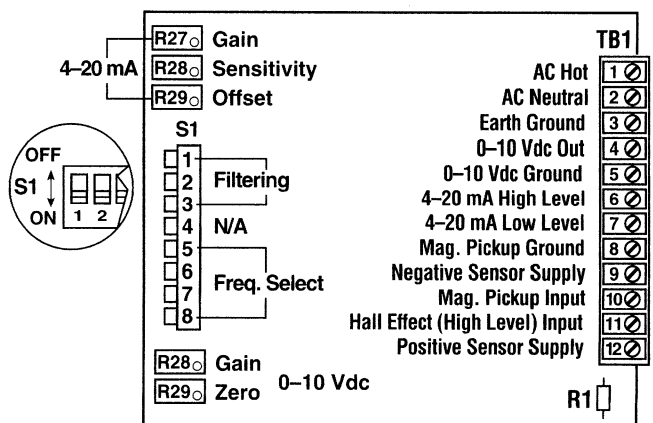 R27 Gain
4–20 mA
R28 Sensitivity
R29 Offset
S1
1
2
3
4
5
6
7
8
Filtering
N/A
Freq. Select
OFF
S1
ON
1 2
R28 Gain
R29 Zero
0–10 Vdc
TB1
AC Hot 1
AC Neutral 2
Earth Ground 3
0–10 Vdc Out 4
0–10 Vdc Ground 5
4–20 mA High Level 6
4–20 mA Low Level 7
Mag. Pickup Ground 8
Negative Sensor Supply 9
Mag. Pickup Input 10
Hall Effect (High Level) Input 11
Positive Sensor Supply 12
R1